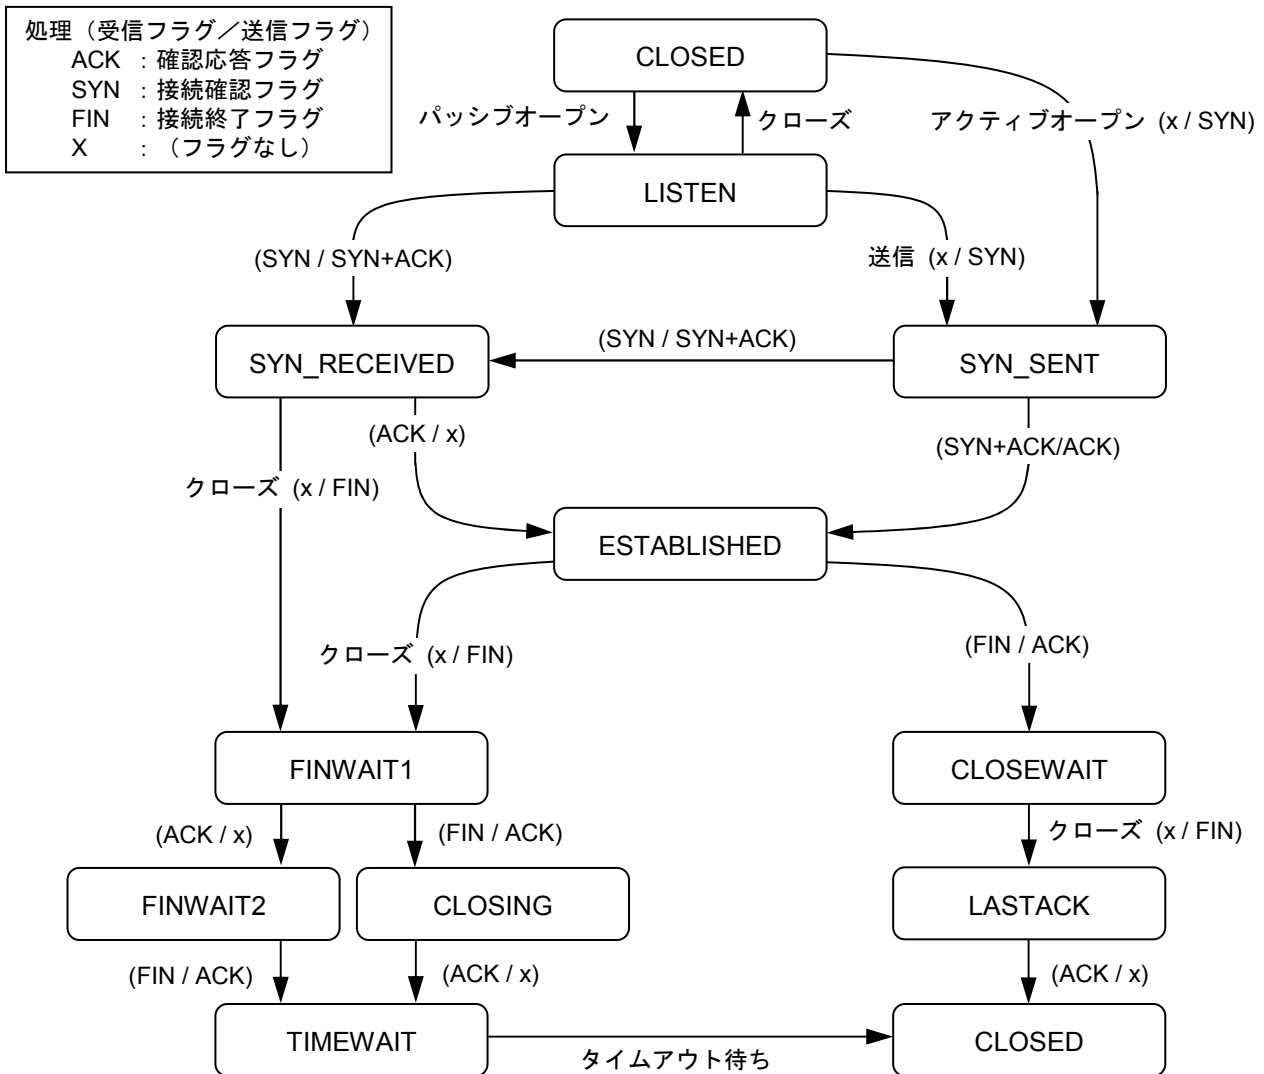 処理（受信フラグ／送信フラグ）
ACK ：確認応答フラグ
SYN ：接続確認フラグ
FIN ：接続終了フラグ
X ：（フラグなし）
CLOSED
パッシブオープン
クローズ
アクティブオープン (x / SYN)
LISTEN
(SYN / SYN+ACK)
送信 (x / SYN)
SYN_RECEIVED
(SYN / SYN+ACK)
SYN_SENT
(ACK / x)
(SYN+ACK/ACK)
クローズ (x / FIN)
ESTABLISHED
クローズ (x / FIN)
(FIN / ACK)
FINWAIT1
CLOSEWAIT
(ACK / x)
(FIN / ACK)
クローズ (x / FIN)
FINWAIT2
CLOSING
LASTACK
(FIN / ACK)
(ACK / x)
(ACK / x)
TIMEWAIT
タイムアウト待ち
CLOSED